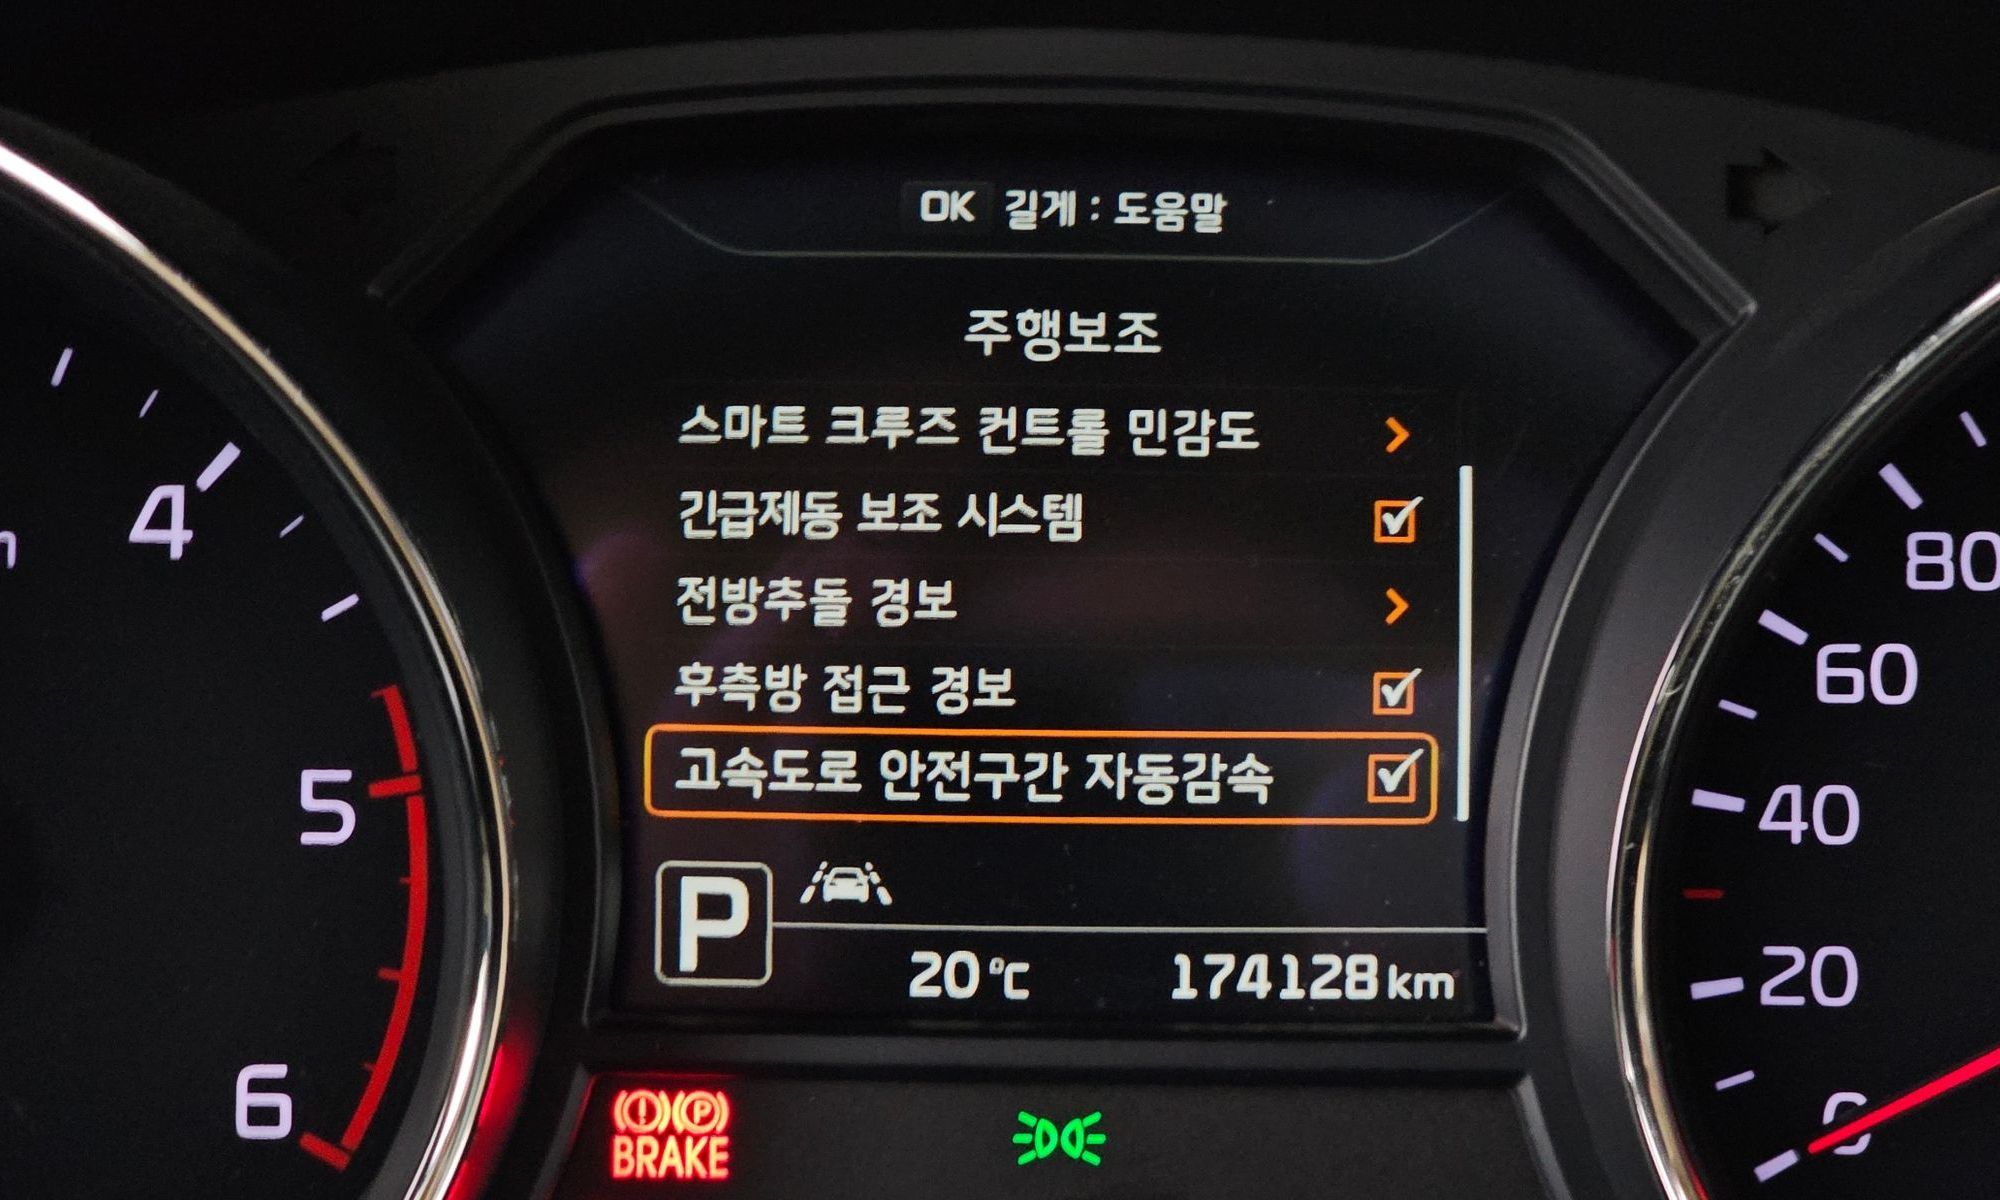 OK 길게 : 도움말
주행보조
스마트 크루즈 컨트롤 민감도
긴급제동 보조 시스템
전방추돌 경보
후측방 접근 경보
고속도로 안전구간 자동감속
P
20°C 174128 km
4
5
6
80
60
40
20
0
(!) (P)
BRAKE